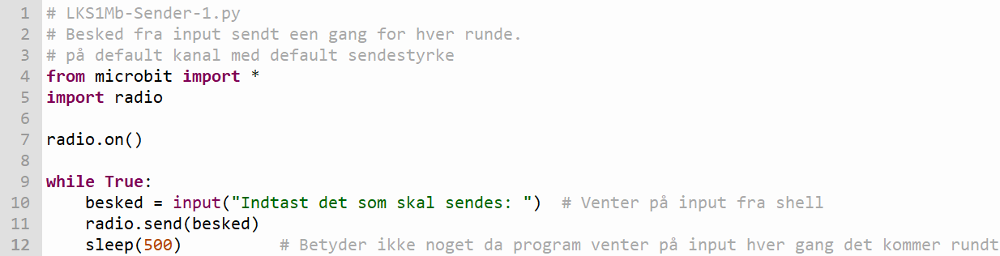 1 # LKS1Mb-Sender-1.py
2 # Besked fra input sendt een gang for hver runde.
3 # på default kanal med default sendestyrke
4 from microbit import *
5 import radio
6
7 radio.on()
8
9 while True:
10     besked = input("Indtast det som skal sendes: ")  # Venter på input fra shell
11     radio.send(besked)
12     sleep(500)          # Betyder ikke noget da program venter på input hver gang det kommer rundt